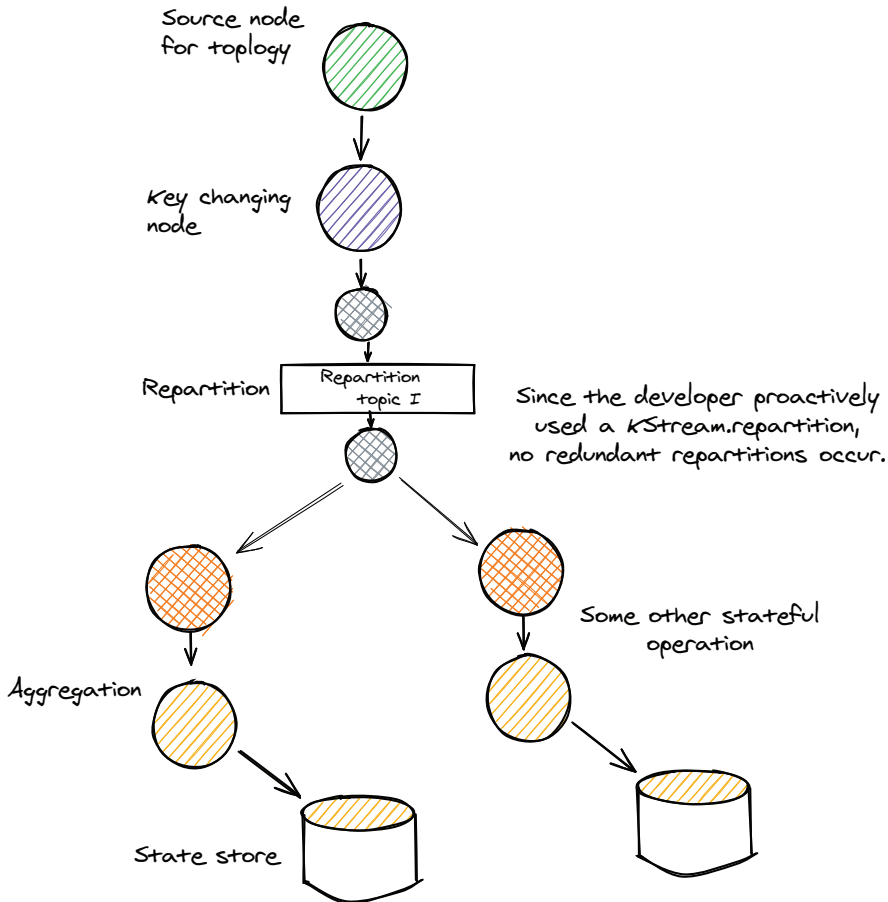 Source node
for toplogy
Key changing
node
Repartition
Repartition
topic I
Since the developer proactively
used a KStream.repartition,
no redundant repartitions occur.
Some other stateful
operation
Aggregation
State store